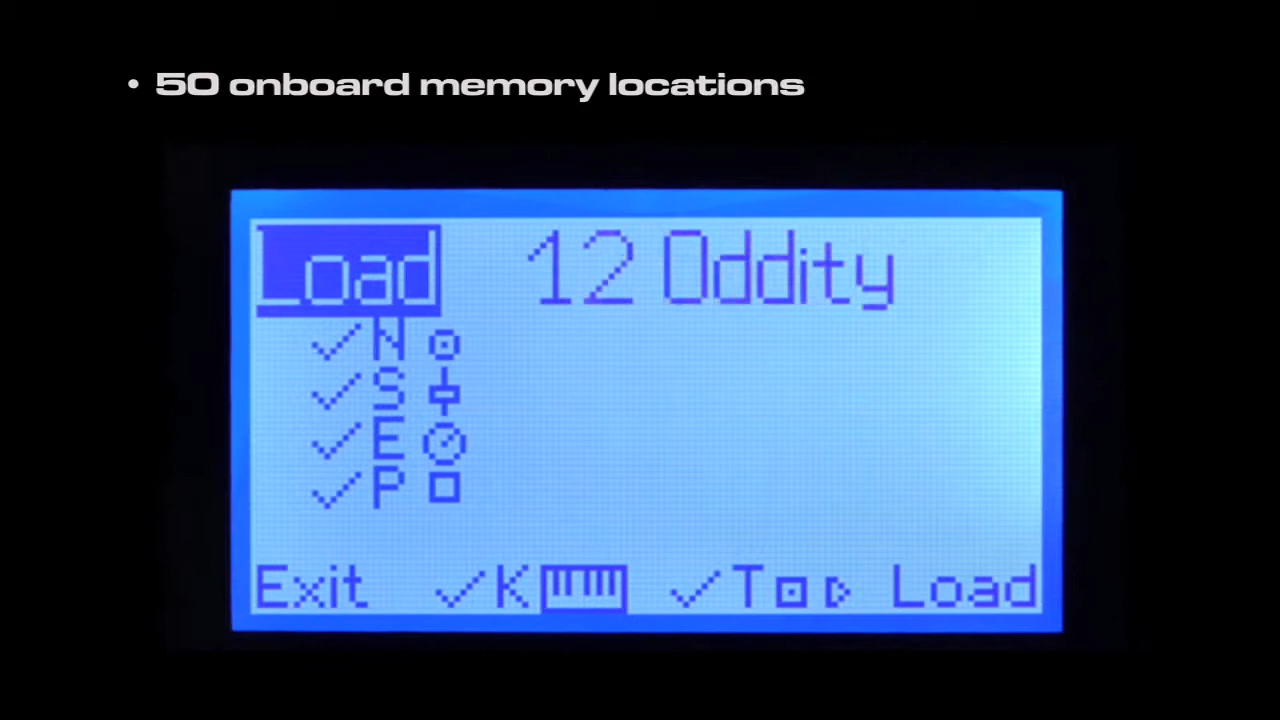 • 50 onboard memory locations
Load 12 Oddity
✓ N
✓ S
✓ E
✓ P
Exit ✓ K ✓ T Load